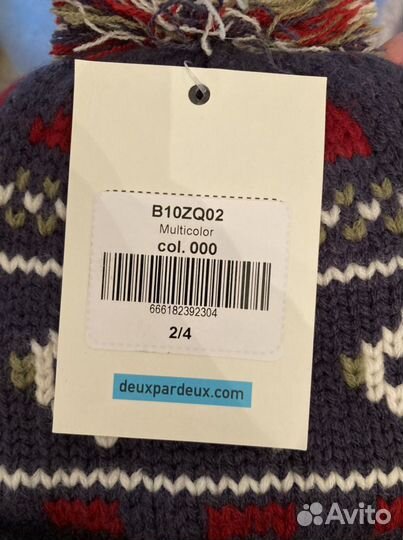 B10ZQ02
Multicolor
col. 000
666182392304
2/4
deuxpardeux.com
Avito